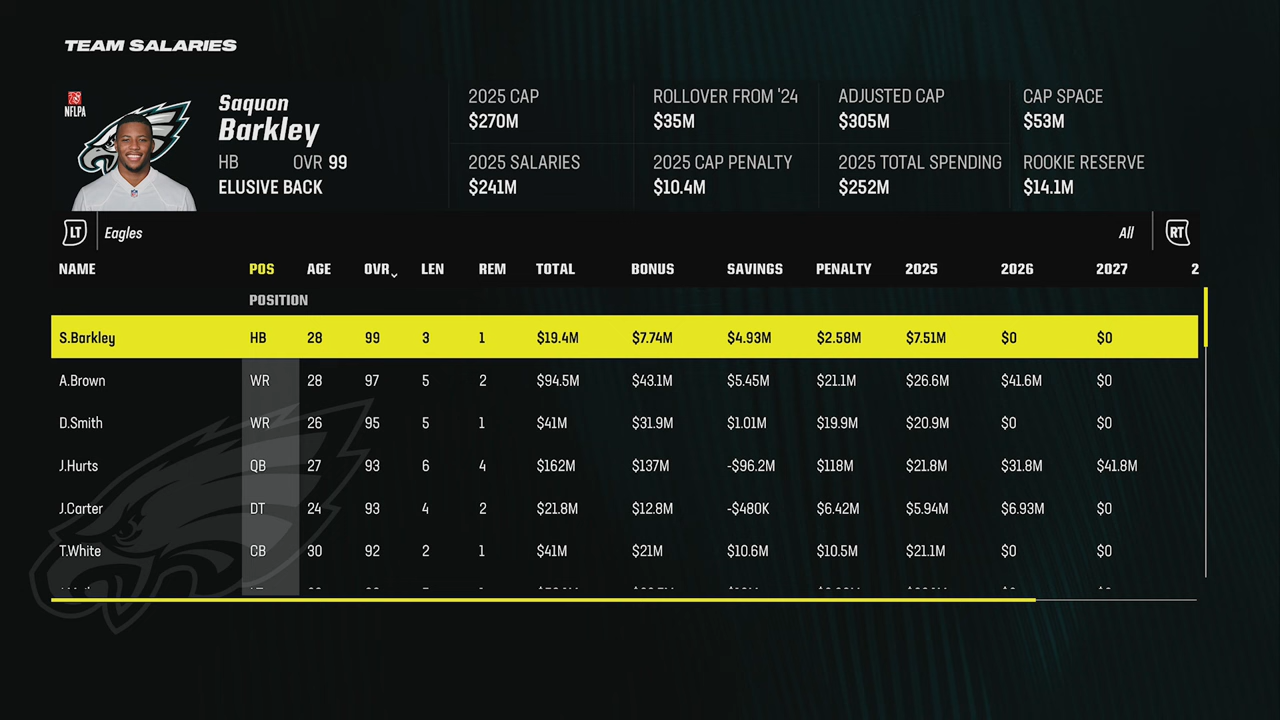 TEAM SALARIES
NFLPA
Saquon
Barkley
HB OVR 99
ELUSIVE BACK
2025 CAP ROLLOVER FROM '24 ADJUSTED CAP CAP SPACE
$270M $35M $305M $53M
2025 SALARIES 2025 CAP PENALTY 2025 TOTAL SPENDING ROOKIE RESERVE
$241M $10.4M $252M $14.1M
LT Eagles All RT
NAME POS AGE OVR LEN REM TOTAL BONUS SAVINGS PENALTY 2025 2026 2027 2
POSITION
S.Barkley HB 28 99 3 1 $19.4M $7.74M $4.93M $2.58M $7.51M $0 $0
A.Brown WR 28 97 5 2 $94.5M $43.1M $5.45M $21.1M $26.6M $41.6M $0
D.Smith WR 26 95 5 1 $41M $31.9M $1.01M $19.9M $20.9M $0 $0
J.Hurts QB 27 93 6 4 $162M $137M -$96.2M $118M $21.8M $31.8M $41.8M
J.Carter DT 24 93 4 2 $21.8M $12.8M -$480K $6.42M $5.94M $6.93M $0
T.White CB 30 92 2 1 $41M $21M $10.6M $10.5M $21.1M $0 $0